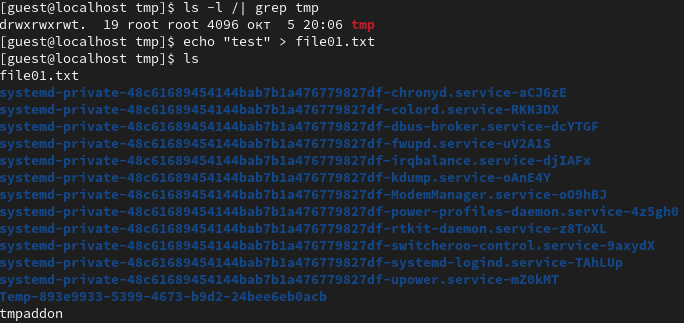 [guest@localhost tmp]$ ls -l /| grep tmp
drwxrwxrwt.  19 root root 4096 окт  5 20:06 tmp
[guest@localhost tmp]$ echo "test" > file01.txt
[guest@localhost tmp]$ ls
file01.txt
systemd-private-48c61689454144bab7b1a476779827df-chronyd.service-aCJ6zE
systemd-private-48c61689454144bab7b1a476779827df-colord.service-RKN3DX
systemd-private-48c61689454144bab7b1a476779827df-dbus-broker.service-dcYTGF
systemd-private-48c61689454144bab7b1a476779827df-fwupd.service-uV2A1S
systemd-private-48c61689454144bab7b1a476779827df-irqbalance.service-djIAFx
systemd-private-48c61689454144bab7b1a476779827df-kdump.service-oAnE4Y
systemd-private-48c61689454144bab7b1a476779827df-ModemManager.service-oO9hBJ
systemd-private-48c61689454144bab7b1a476779827df-power-profiles-daemon.service-4z5gh0
systemd-private-48c61689454144bab7b1a476779827df-rtkit-daemon.service-z8ToXL
systemd-private-48c61689454144bab7b1a476779827df-switcheroo-control.service-9axydX
systemd-private-48c61689454144bab7b1a476779827df-systemd-logind.service-TAhLUp
systemd-private-48c61689454144bab7b1a476779827df-upower.service-mZ0kMT
Temp-893e9933-5399-4673-b9d2-24bee6eb0acb
tmpaddon